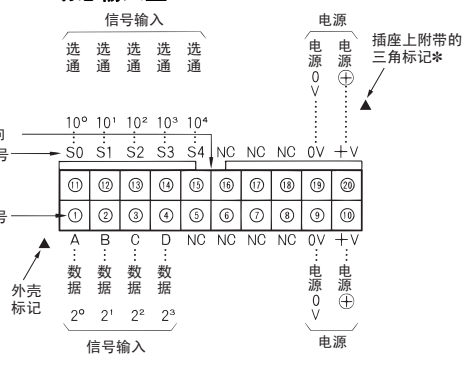 信号输入 电源
选通 选通 选通 选通 选通 电源0V 电源⊕ 插座上附带的
三角标记*
10⁰ 10¹ 10² 10³ 10⁴
号 S0 S1 S2 S3 S4 NC NC NC 0V +V
⑪ ⑫ ⑬ ⑭ ⑮ ⑯ ⑰ ⑱ ⑲ ⑳
号 ① ② ③ ④ ⑤ ⑥ ⑦ ⑧ ⑨ ⑩
A B C D NC NC NC NC 0V +V
外壳
标记
数据 数据 数据 数据 电源0V 电源⊕
2⁰ 2¹ 2² 2³
信号输入 电源